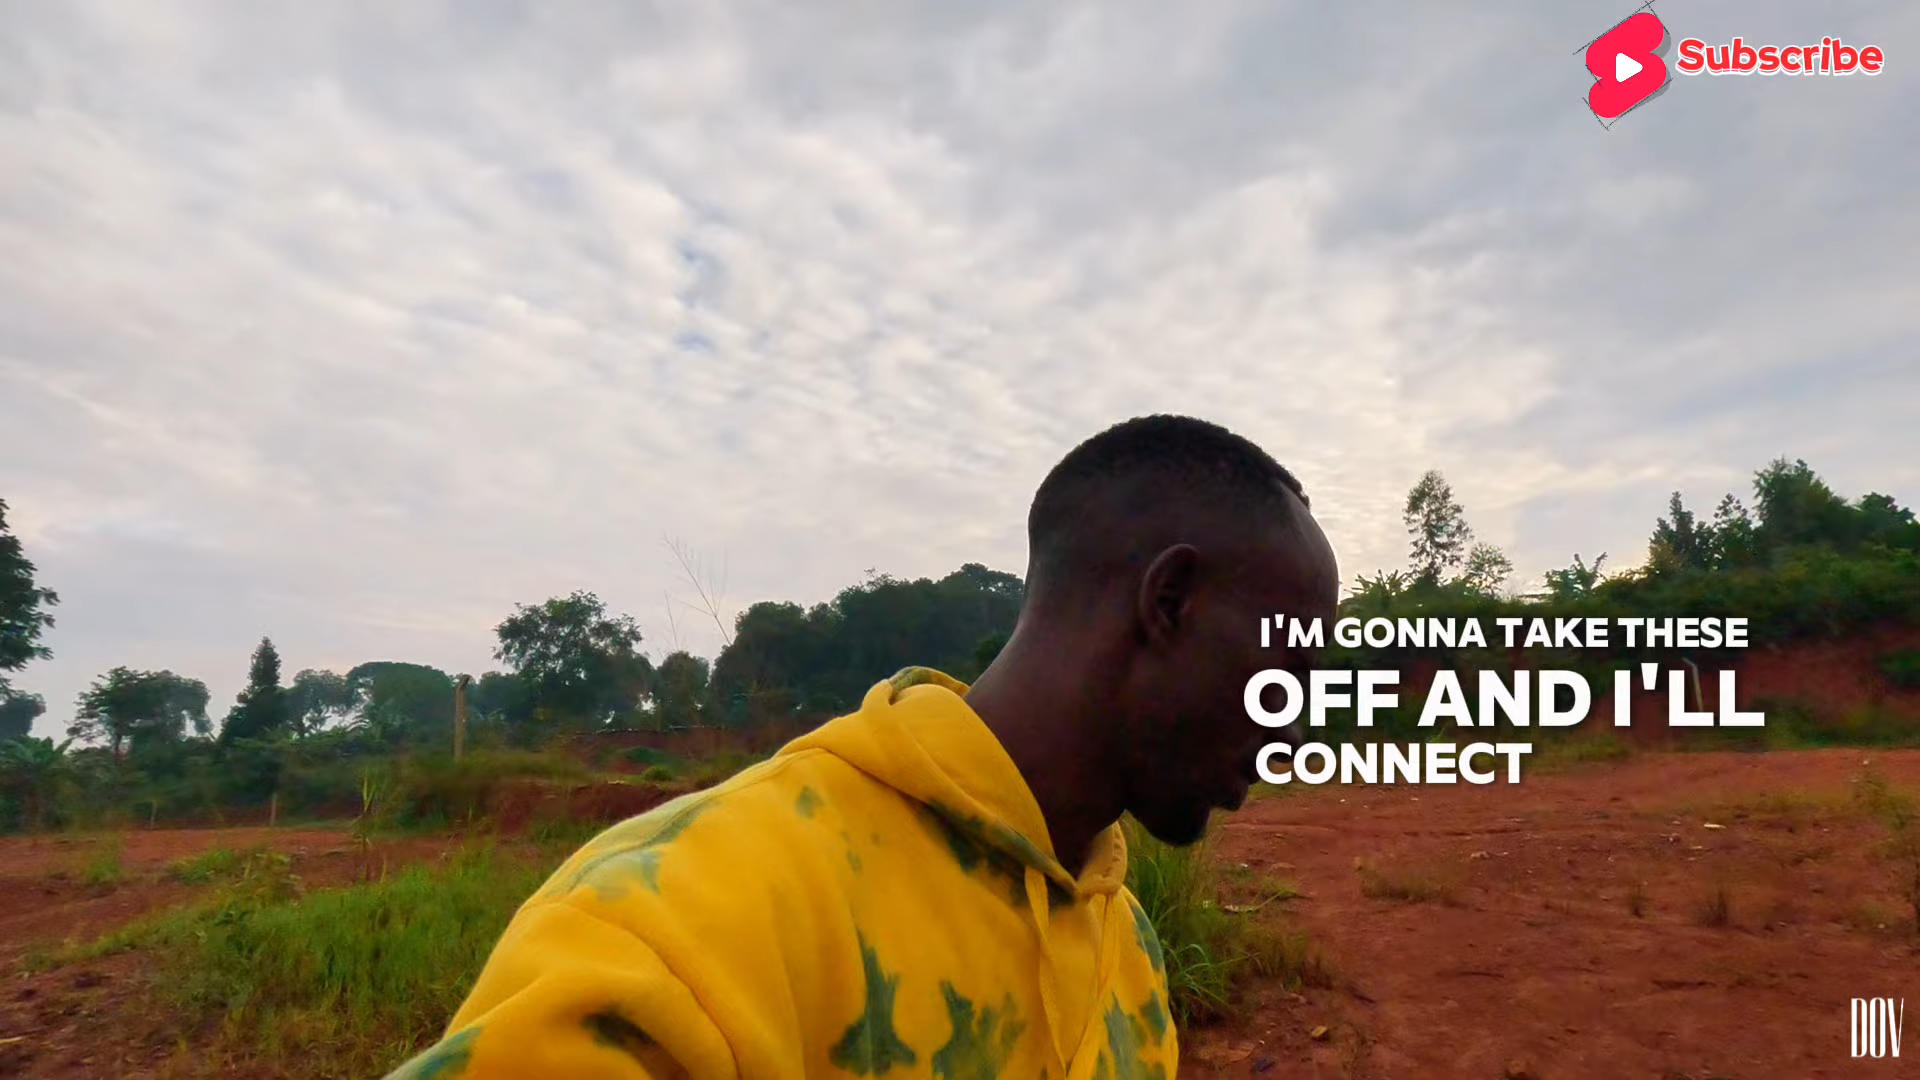 Subscribe
I'M GONNA TAKE THESE
OFF AND I'LL
CONNECT
DOV